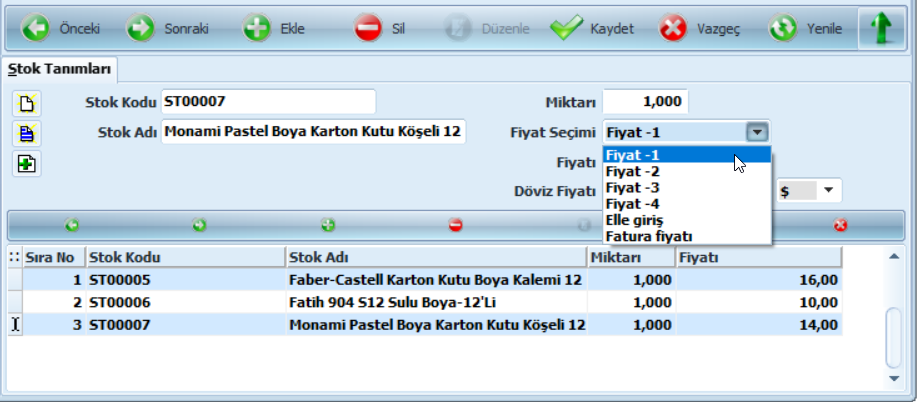 Önceki Sonraki Ekle Sil Düzenle Kaydet Vazgeç Yenile
Stok Tanımları
Stok Kodu ST00007 Miktarı 1,000
Stok Adı Monami Pastel Boya Karton Kutu Köşeli 12 Fiyat Seçimi Fiyat -1
Fiyatı Fiyat -1
Fiyat -2
Döviz Fiyatı Fiyat -3 $
Fiyat -4
Elle giriş
Fatura fiyatı
Sıra No Stok Kodu Stok Adı Miktarı Fiyatı
1 ST00005 Faber-Castell Karton Kutu Boya Kalemi 12 1,000 16,00
2 ST00006 Fatih 904 S12 Sulu Boya-12'Li 1,000 10,00
3 ST00007 Monami Pastel Boya Karton Kutu Köşeli 12 1,000 14,00